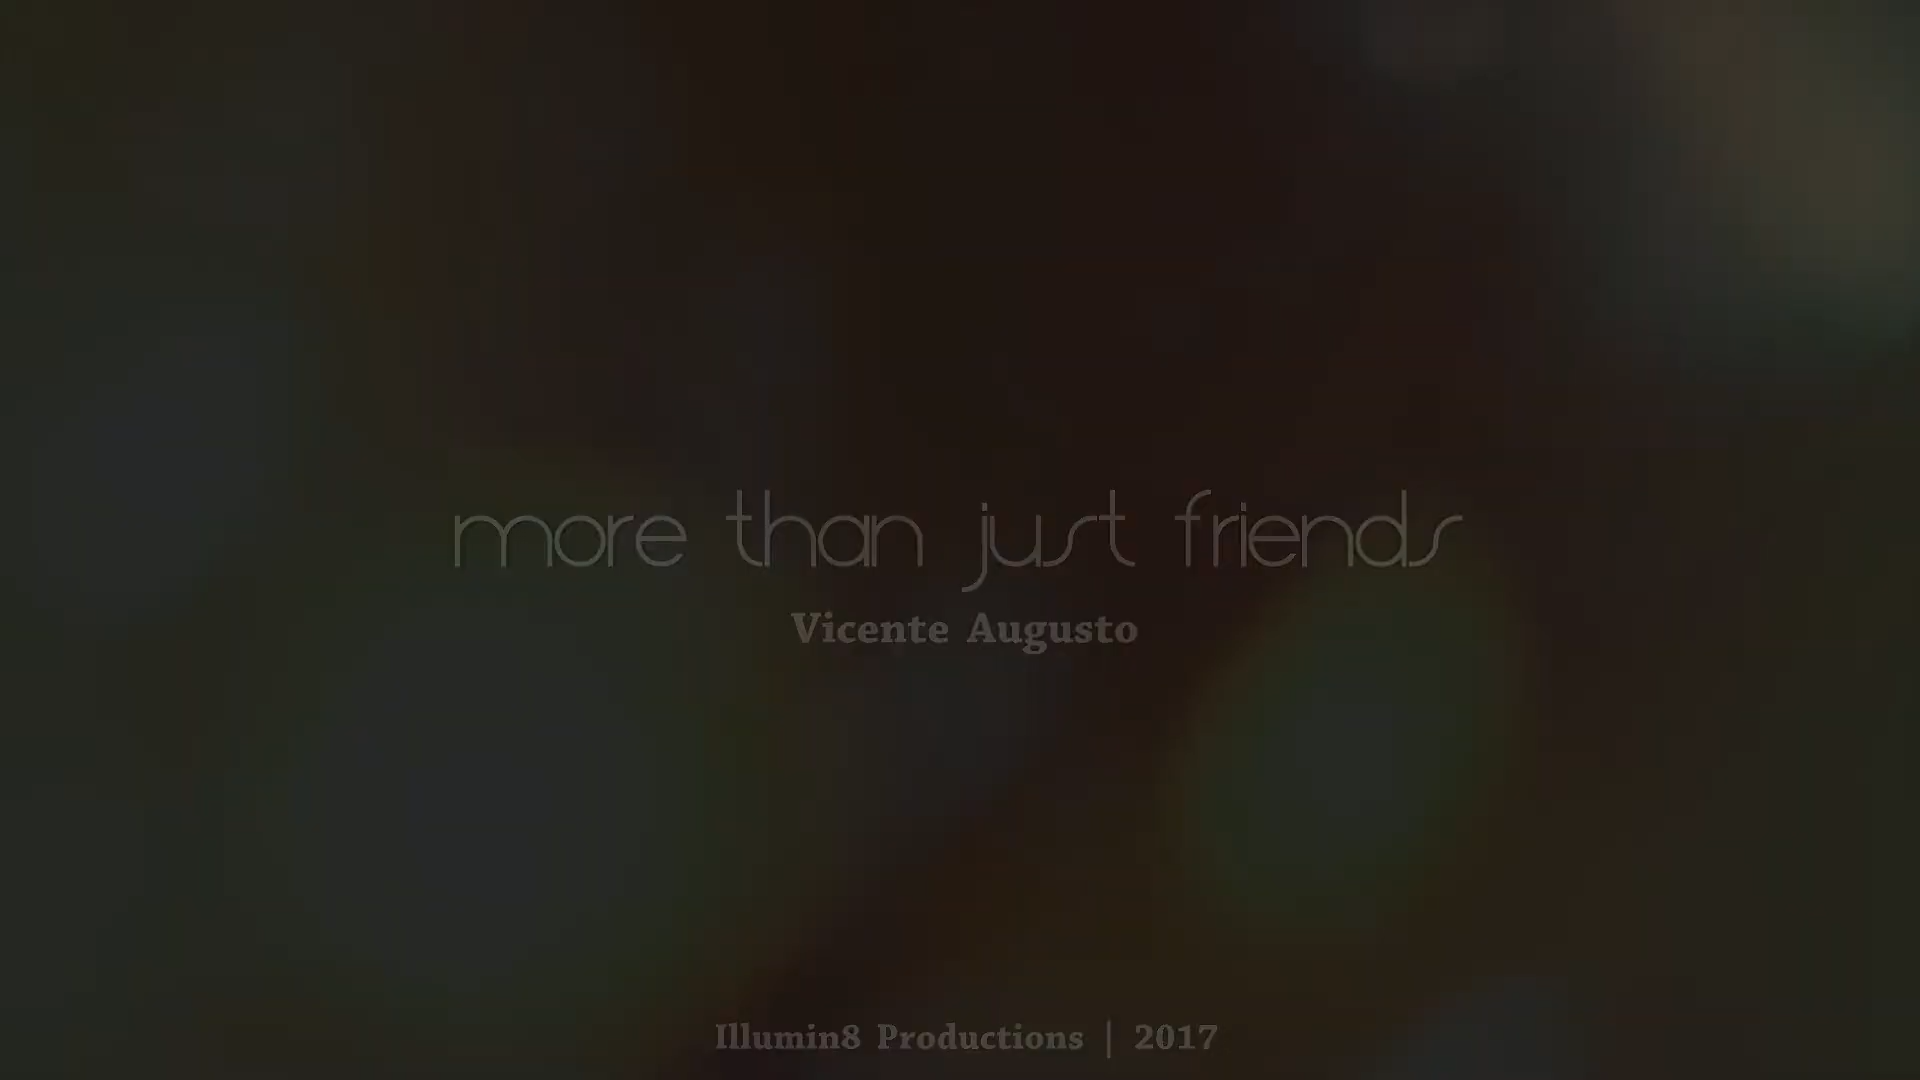 more than just friends
Vicente Augusto
Illumin8 Productions | 2017